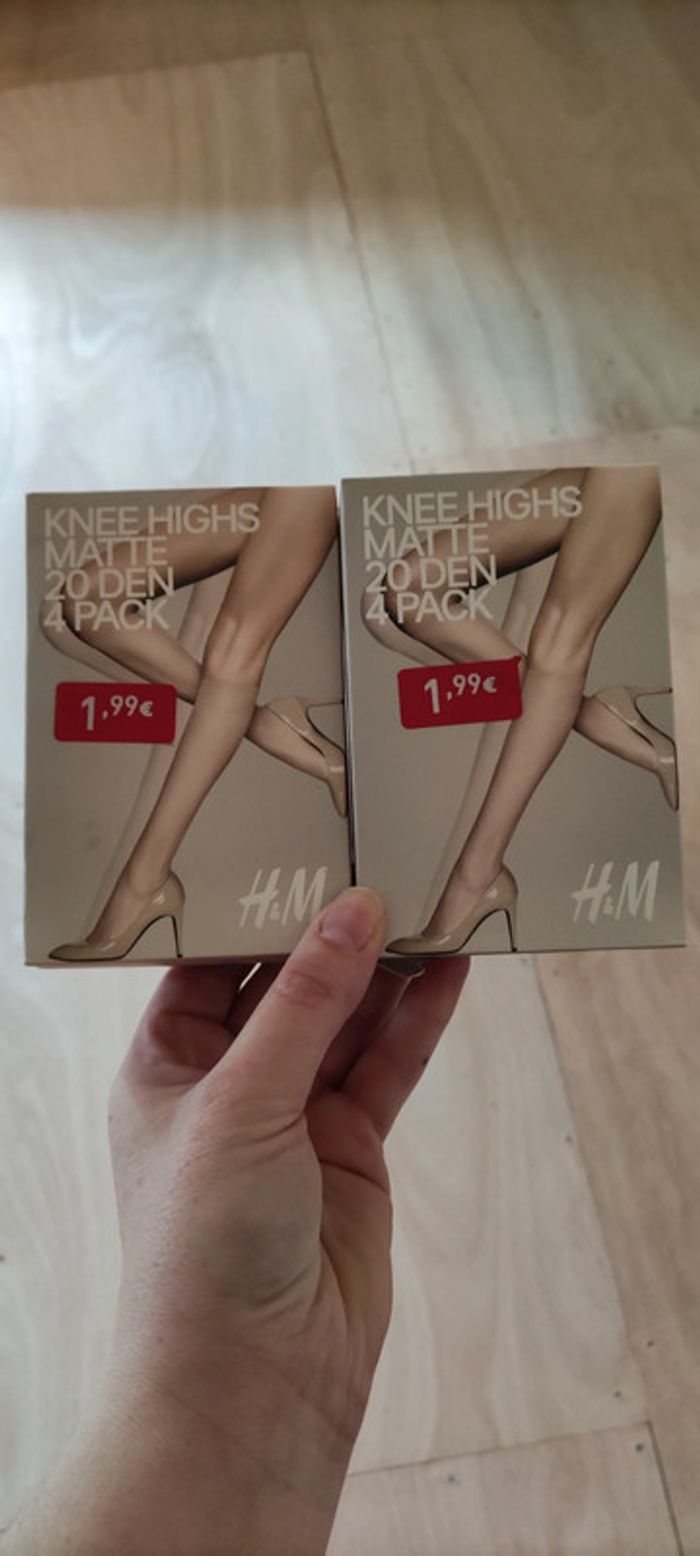 KNEE HIGHS
MATTE
20 DEN
4 PACK
1,99€
H&M
KNEE HIGHS
MATTE
20 DEN
4 PACK
1,99€
H&M